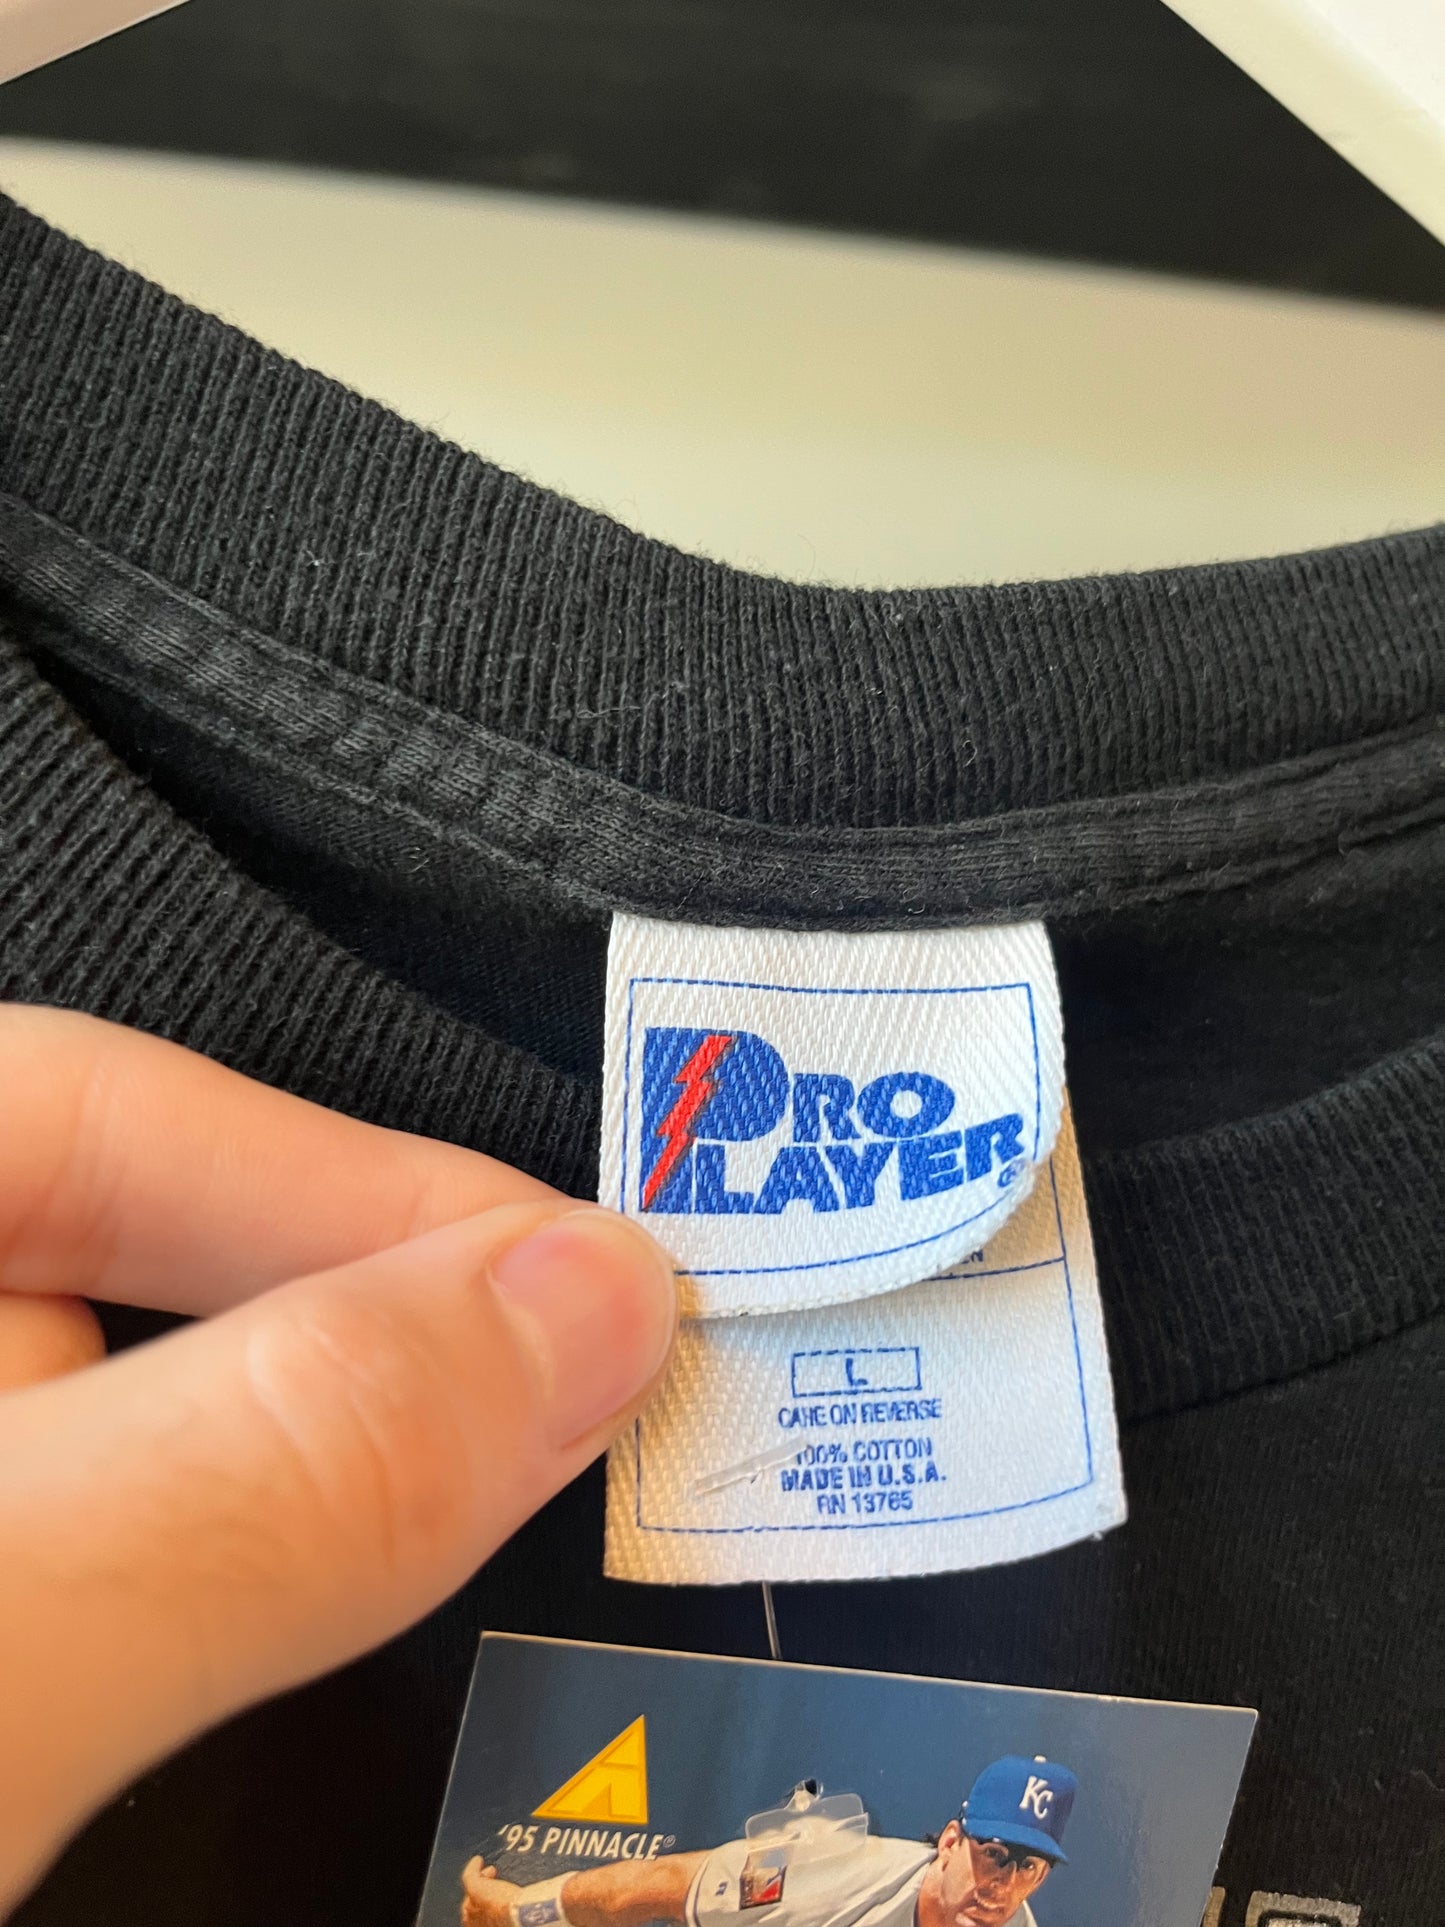 PRO
PLAYER®
L
CARE ON REVERSE
100% COTTON
MADE IN U.S.A.
RN 13765
'95 PINNACLE®
KC